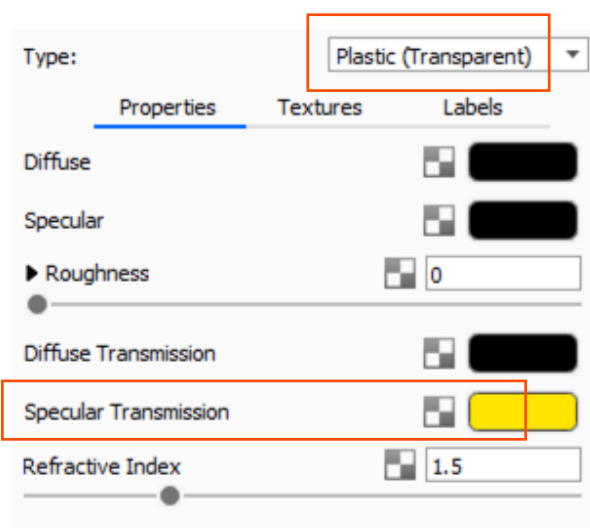 Type: Plastic (Transparent)
Properties Textures Labels
Diffuse
Specular
Roughness 0
Diffuse Transmission
Specular Transmission
Refractive Index 1.5